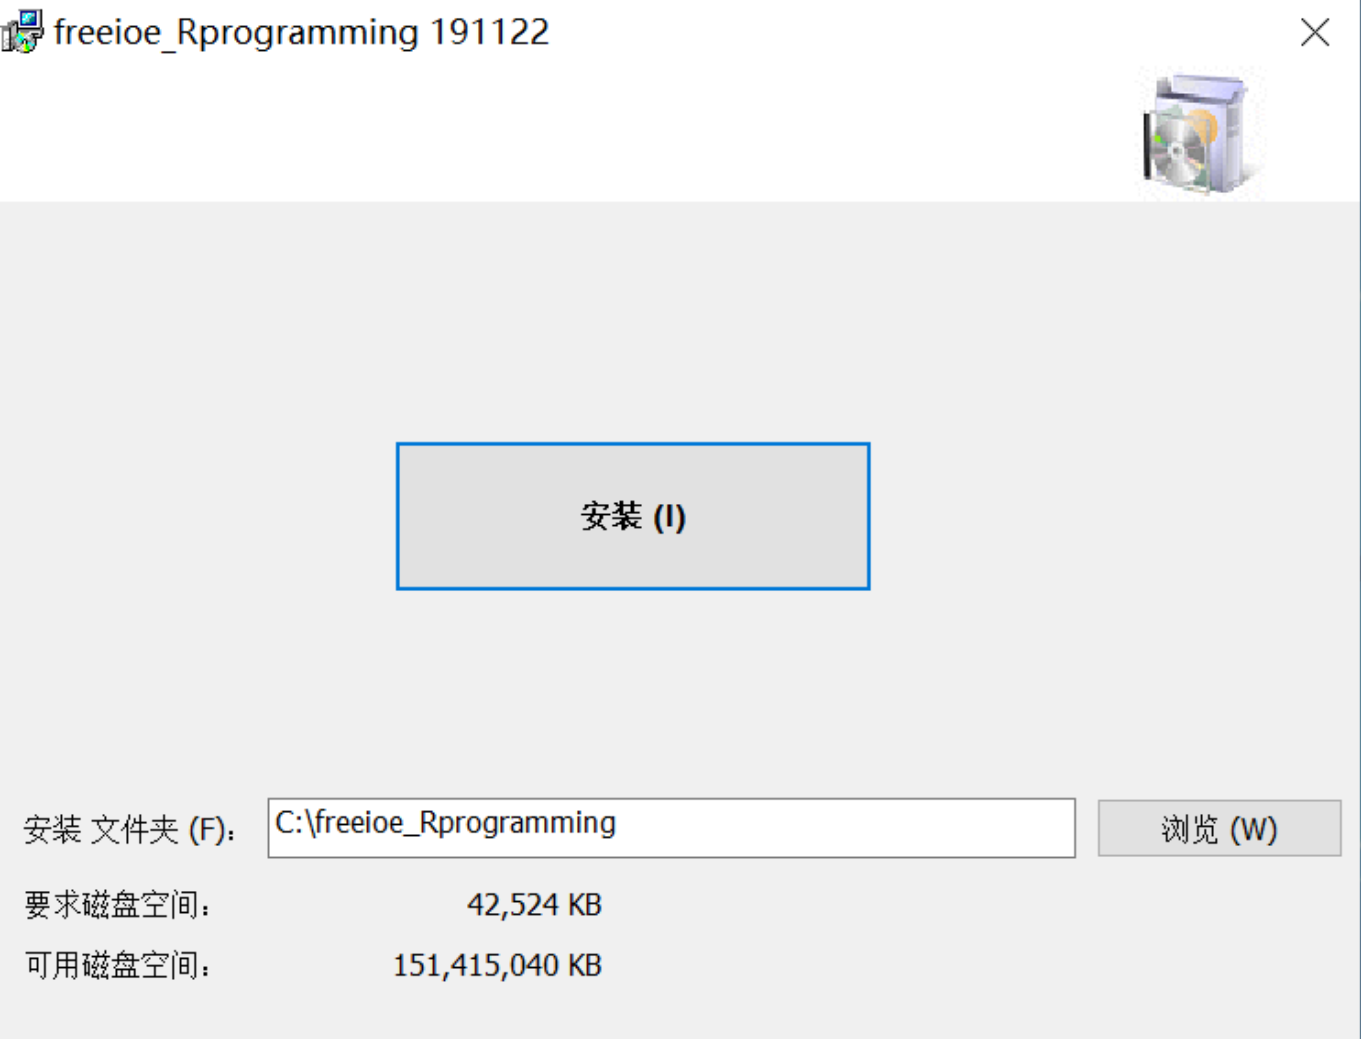 freeioe_Rprogramming 191122
安装 (I)
安装 文件夹 (F):
C:\freeioe_Rprogramming
浏览 (W)
要求磁盘空间: 42,524 KB
可用磁盘空间: 151,415,040 KB